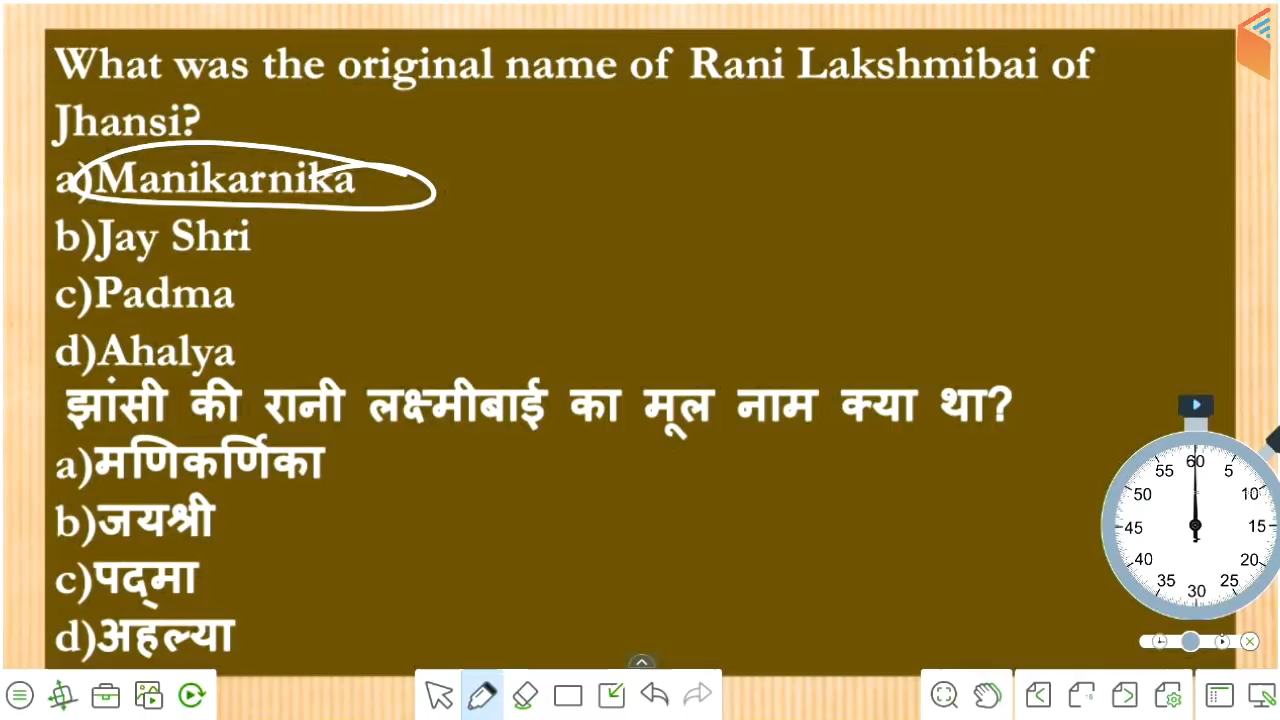 What was the original name of Rani Lakshmibai of
Jhansi?
a)Manikarnika
b)Jay Shri
c)Padma
d)Ahalya
झांसी की रानी लक्ष्मीबाई का मूल नाम क्या था?
a)मणिकर्णिका
b)जयश्री
c)पद्मा
d)अहल्या
60
55 5
50 10
45 15
40 20
35 25
30